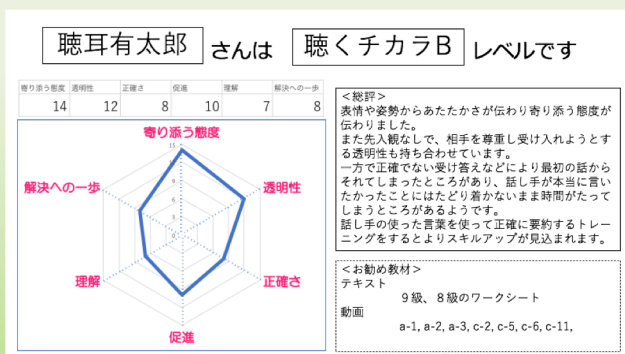 聴耳有太郎 さんは 聴くチカラB レベルです
寄り添う態度 透明性 正確さ 促進 理解 解決への一歩
14 12 8 10 7 8
寄り添う態度
透明性
正確さ
促進
理解
解決への一歩
15
12
9
6
3
0
<総評>
表情や姿勢からあたたかさが伝わり寄り添う態度が
伝わりました。
また先入観なしで、相手を尊重し受け入れようとす
る透明性も持ち合わせています。
一方で正確でない受け答えなどにより最初の話から
それてしまったところがあり、話し手が本当に言い
たかったことにはたどり着かないまま時間がたって
しまうところがあるようです。
話し手の使った言葉を使って正確に要約するトレー
ニングをするとよりスキルアップが見込まれます。
<お勧め教材>
テキスト
９級、８級のワークシート
動画
a-1, a-2, a-3, c-2, c-5, c-6, c-11,